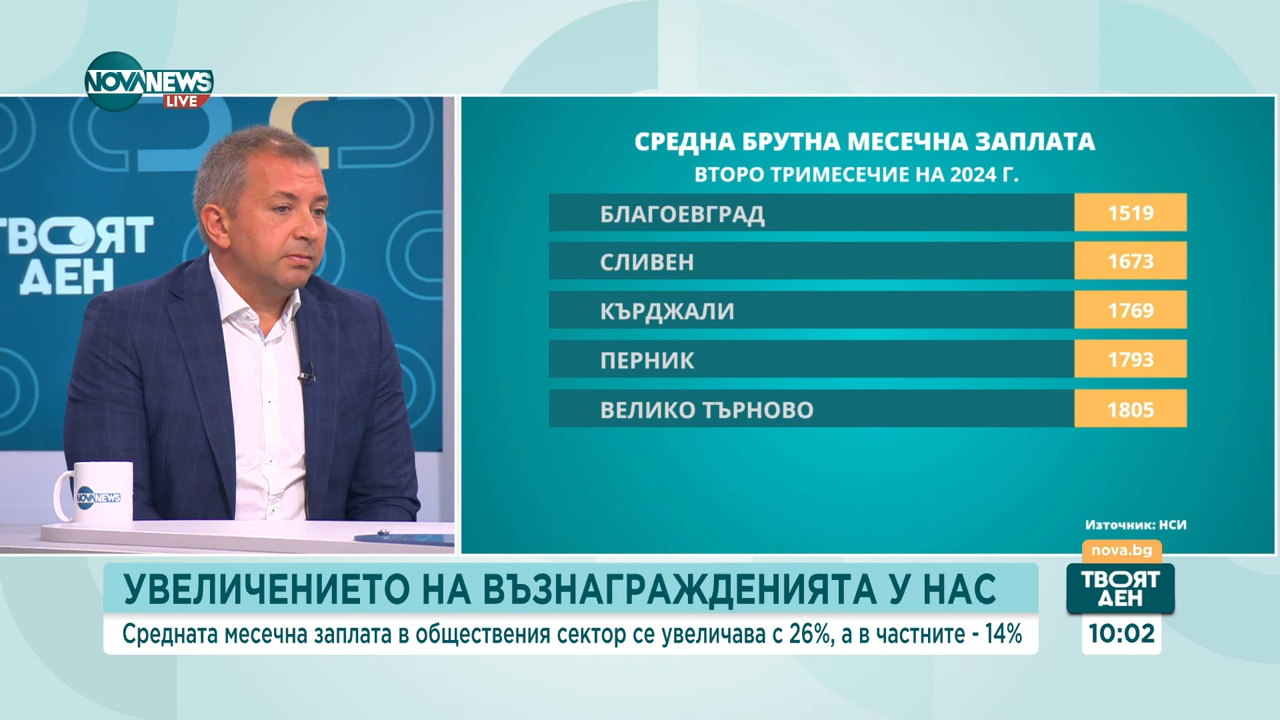 NOVANEWS
LIVE
ТВОЯТ
ДЕН
NOVANEWS
СРЕДНА БРУТНА МЕСЕЧНА ЗАПЛАТА
ВТОРО ТРИМЕСЕЧИЕ НА 2024 Г.
БЛАГОЕВГРАД 1519
СЛИВЕН 1673
КЪРДЖАЛИ 1769
ПЕРНИК 1793
ВЕЛИКО ТЪРНОВО 1805
Източник: НСИ
nova.bg
ТВОЯТ
ДЕН
10:02
УВЕЛИЧЕНИЕТО НА ВЪЗНАГРАЖДЕНИЯТА У НАС
Средната месечна заплата в обществения сектор се увеличава с 26%, а в частните - 14%